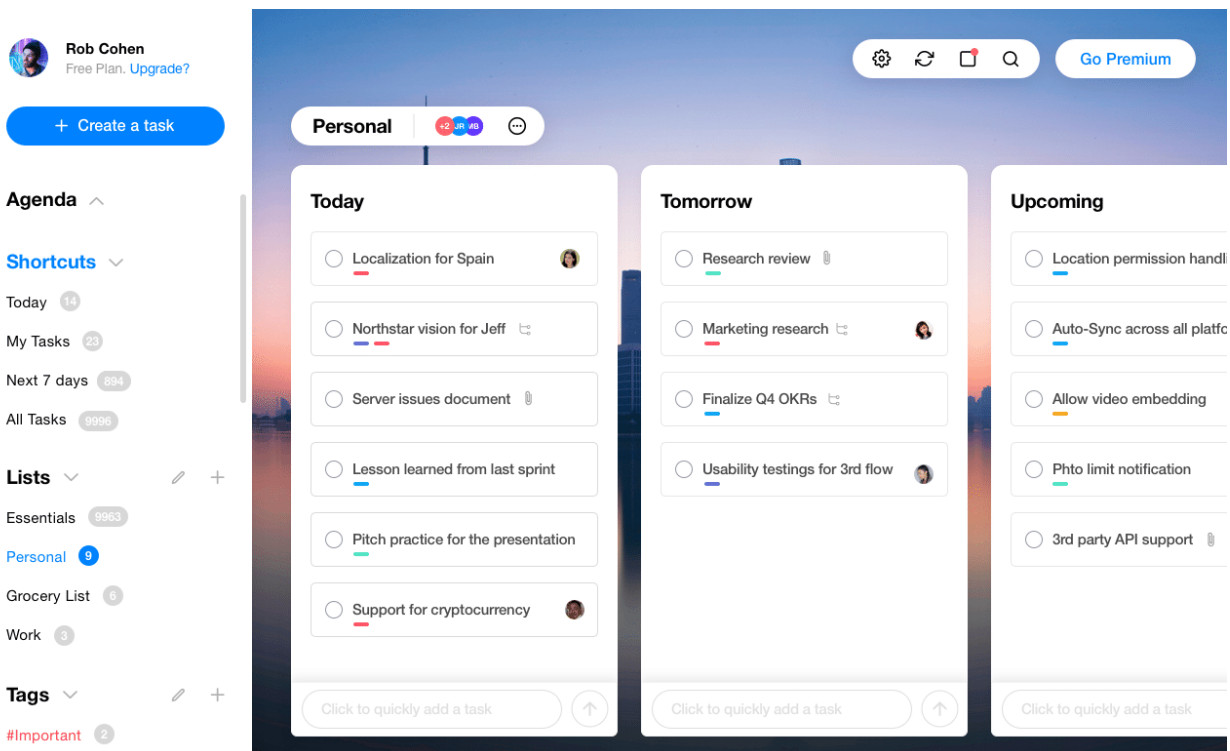 Rob Cohen
Free Plan. Upgrade?
+ Create a task
Agenda
Shortcuts
Today 14
My Tasks 23
Next 7 days 894
All Tasks 9996
Lists
Essentials 9963
Personal 9
Grocery List 6
Work 3
Tags
#Important 2
Go Premium
Personal +2 JR MB
Today
Localization for Spain
Northstar vision for Jeff
Server issues document
Lesson learned from last sprint
Pitch practice for the presentation
Support for cryptocurrency
Click to quickly add a task
Tomorrow
Research review
Marketing research
Finalize Q4 OKRs
Usability testings for 3rd flow
Click to quickly add a task
Upcoming
Location permission handli
Auto-Sync across all platfo
Allow video embedding
Phto limit notification
3rd party API support
Click to quickly add a task